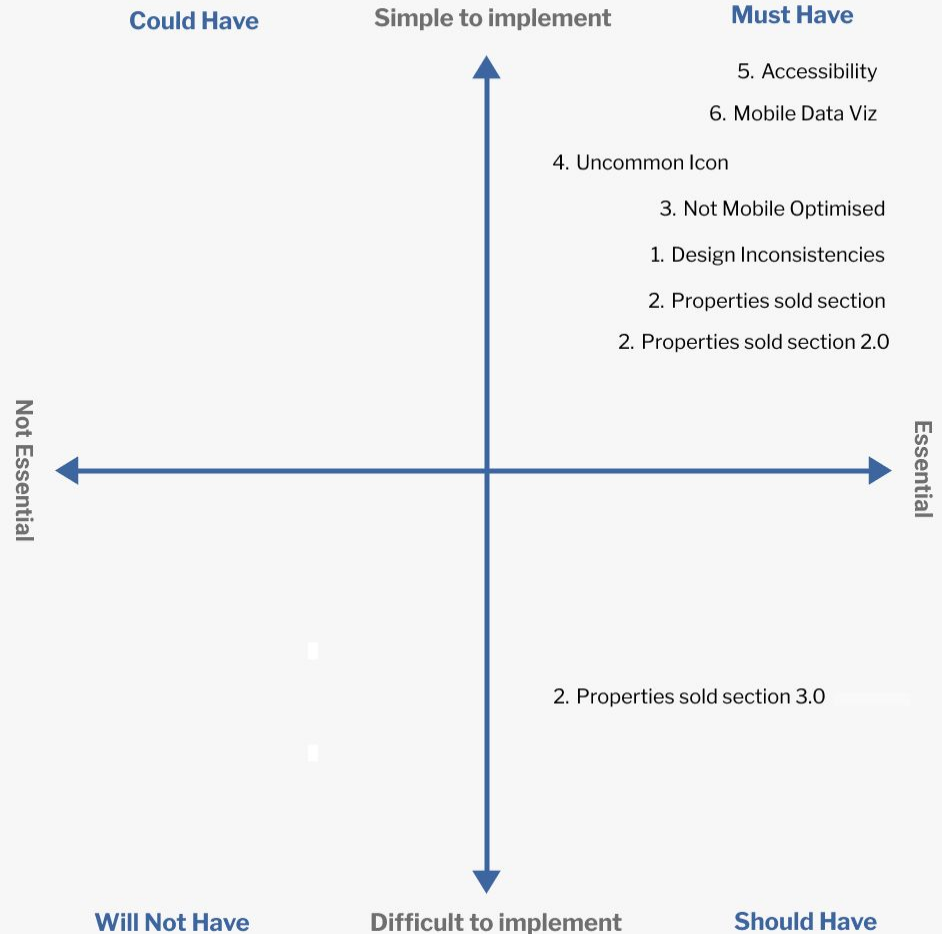 Could Have
Simple to implement
Must Have
5. Accessibility
6. Mobile Data Viz
4. Uncommon Icon
3. Not Mobile Optimised
1. Design Inconsistencies
2. Properties sold section
2. Properties sold section 2.0
Not Essential
Essential
2. Properties sold section 3.0
Will Not Have
Difficult to implement
Should Have